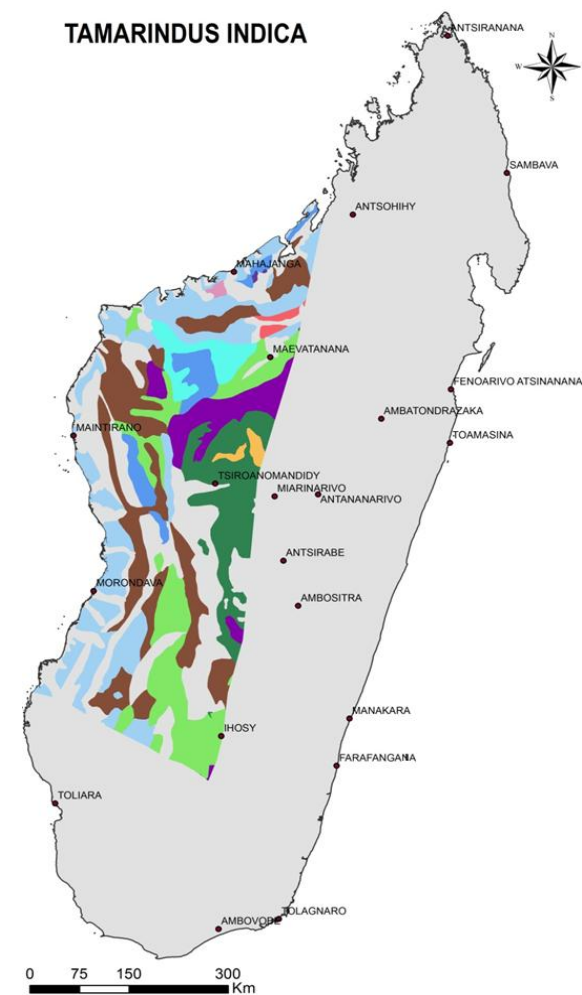 TAMARINDUS INDICA
ANTSIRANANA
N
W E
S
SAMBAVA
ANTSOHIHY
MAHAJANGA
MAEVATANANA
FENOARIVO ATSINANANA
AMBATONDRAZAKA
MAINTIRANO
TOAMASINA
TSIROANOMANDIDY
MIARINARIVO
ANTANANARIVO
ANTSIRABE
MORONDAVA
AMBOSITRA
MANAKARA
IHOSY
FARAFANGANA
TOLIARA
TOLAGNARO
AMBOVOBE
0 75 150 300
Km